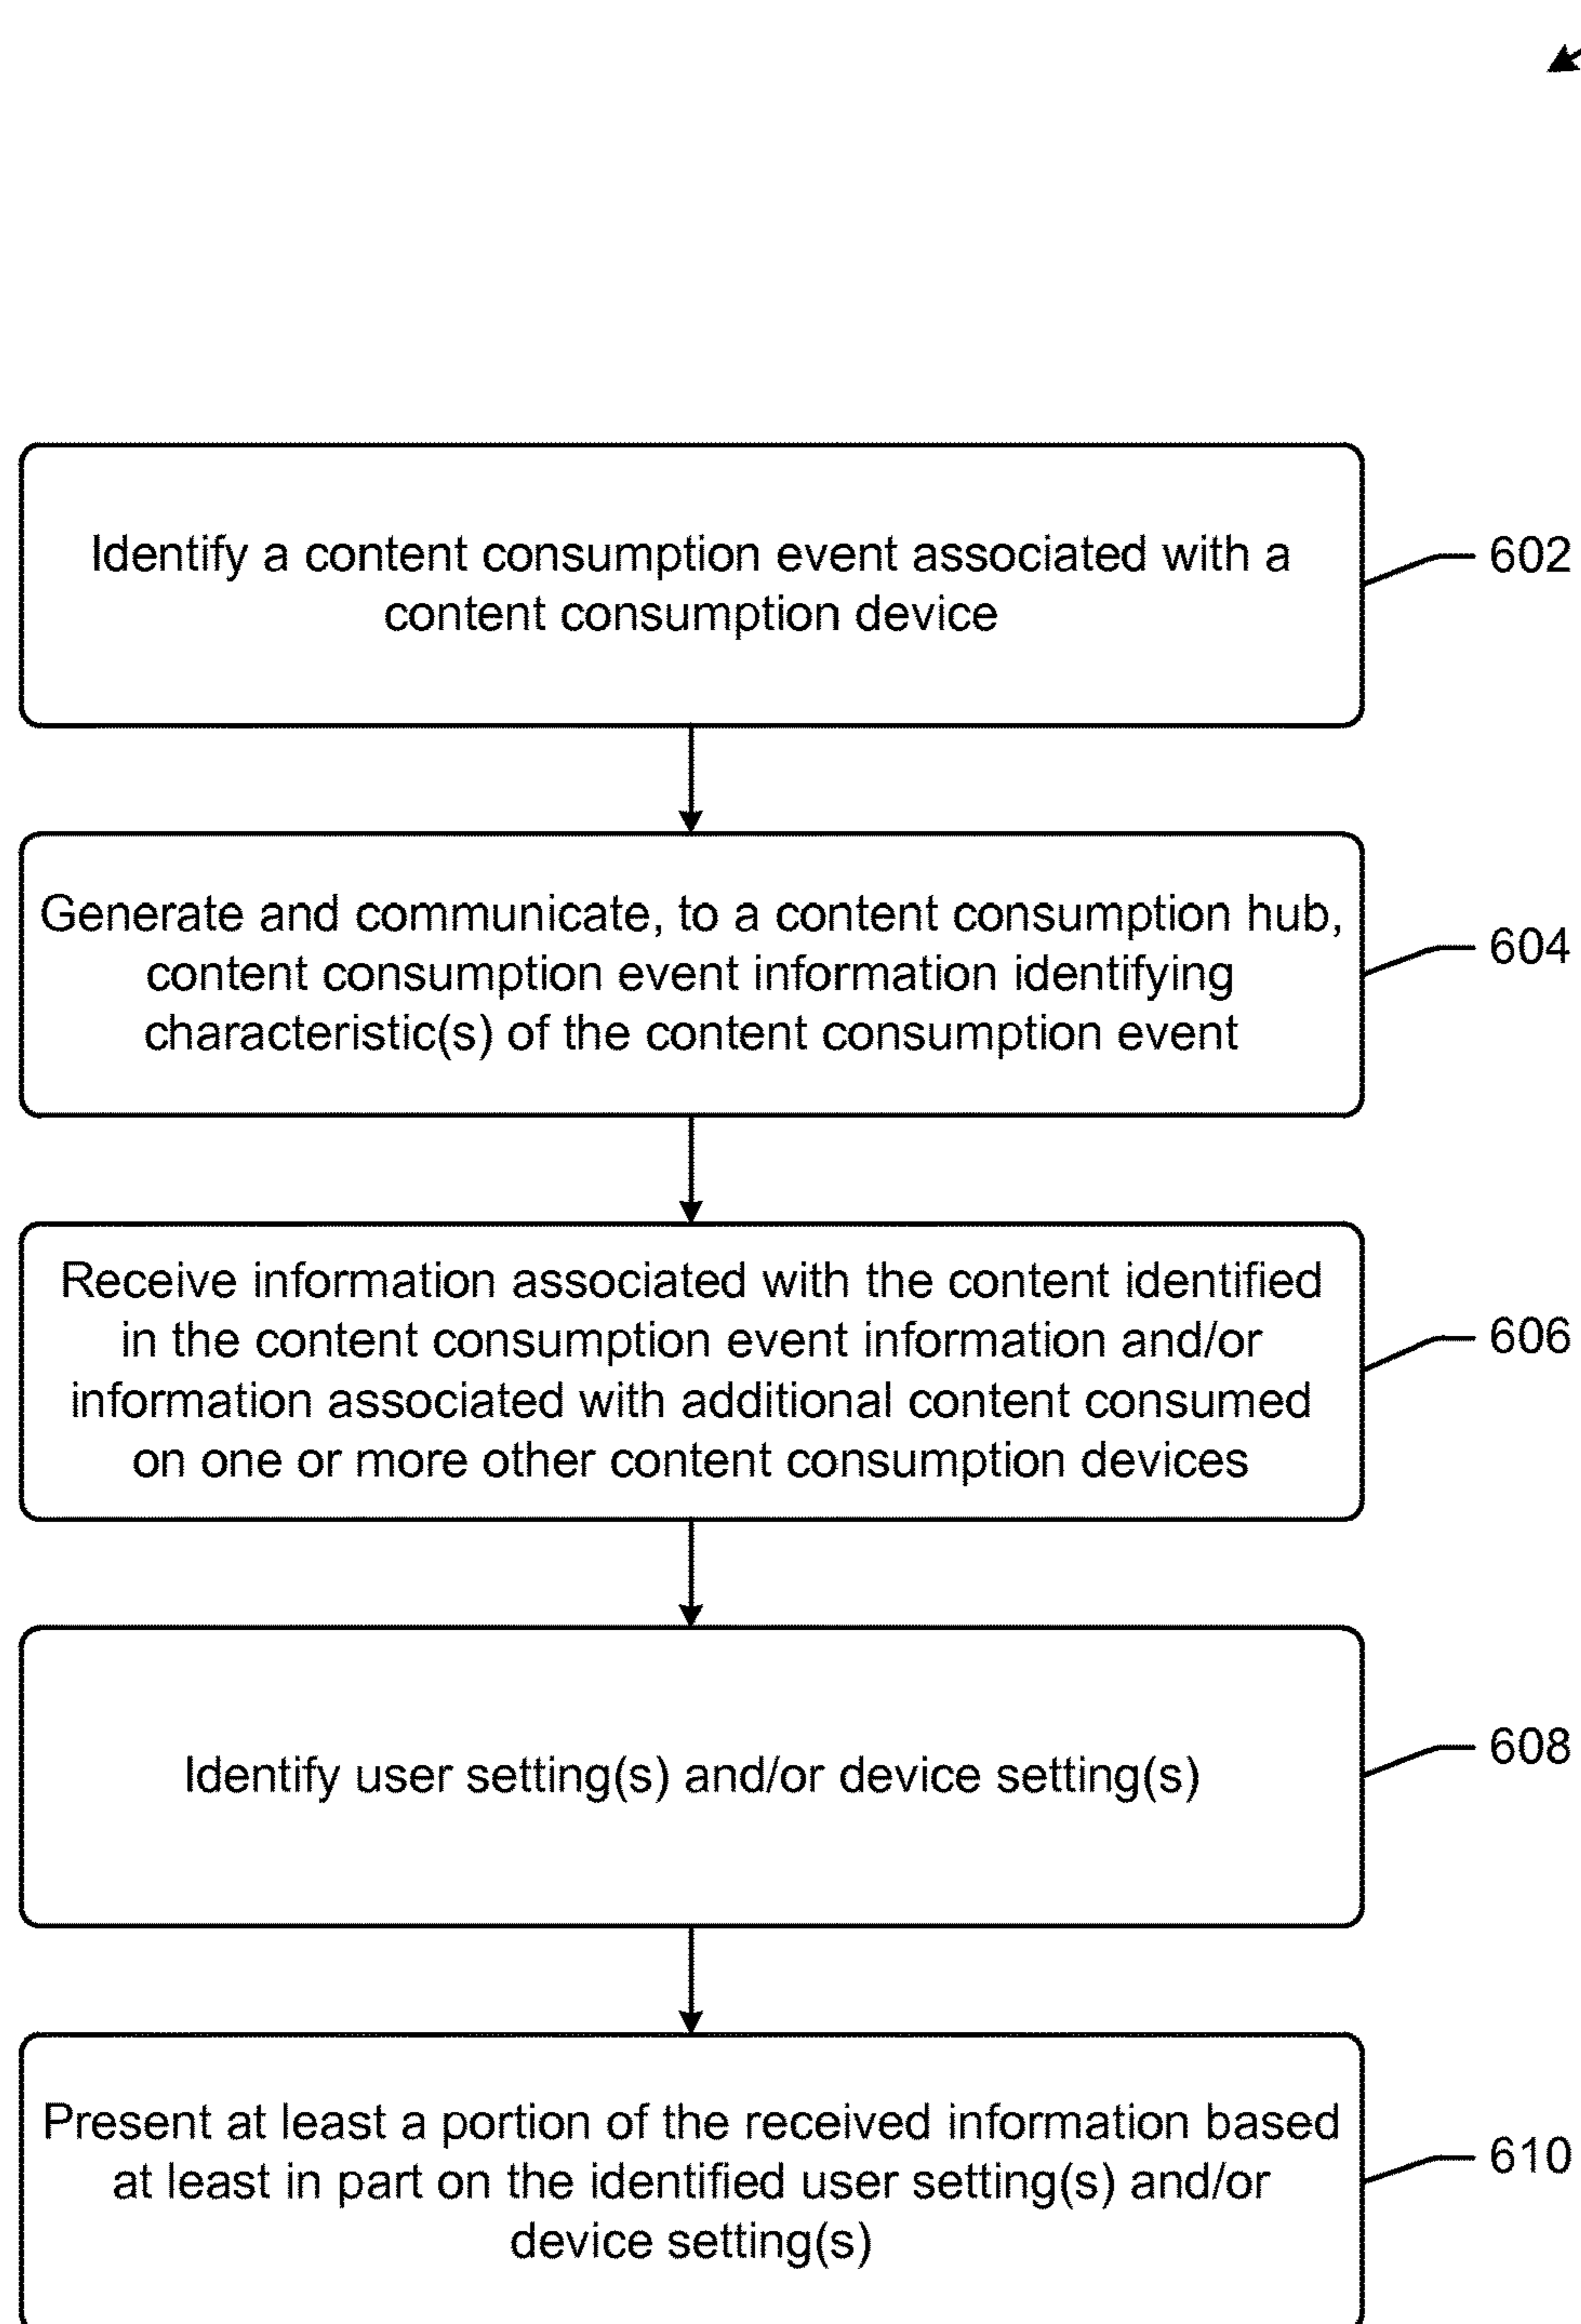 Identify a content consumption event associated with a
content consumption device
602
Generate and communicate, to a content consumption hub,
content consumption event information identifying
characteristic(s) of the content consumption event
604
Receive information associated with the content identified
in the content consumption event information and/or
information associated with additional content consumed
on one or more other content consumption devices
606
Identify user setting(s) and/or device setting(s)
608
Present at least a portion of the received information based
at least in part on the identified user setting(s) and/or
device setting(s)
610